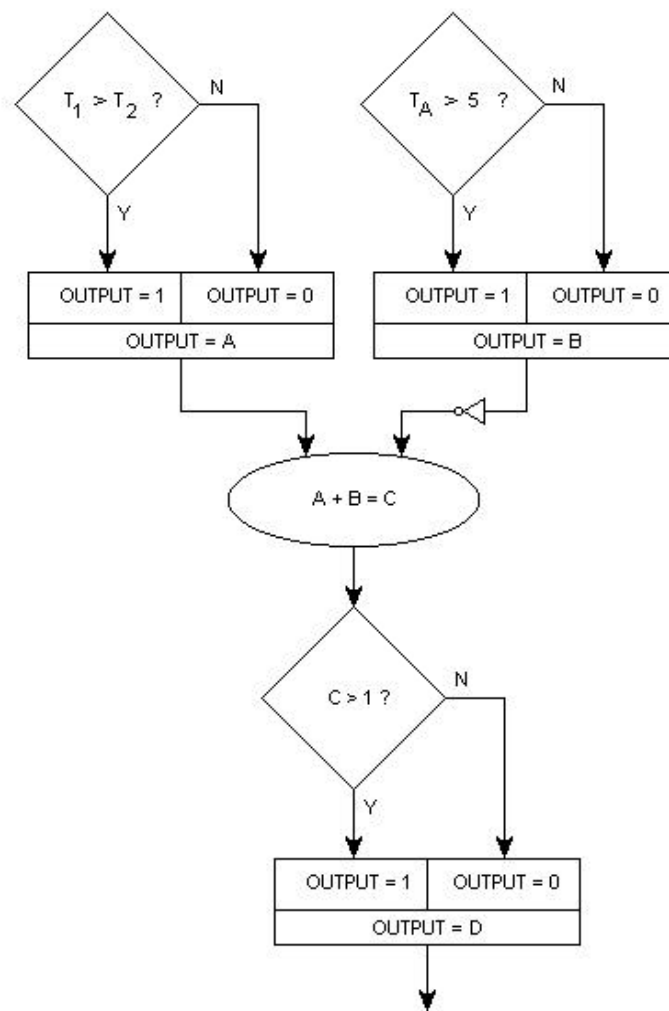 T1 > T2 ?
N
Y
OUTPUT = 1
OUTPUT = 0
OUTPUT = A
TA > 5 ?
N
Y
OUTPUT = 1
OUTPUT = 0
OUTPUT = B
A + B = C
C > 1 ?
N
Y
OUTPUT = 1
OUTPUT = 0
OUTPUT = D